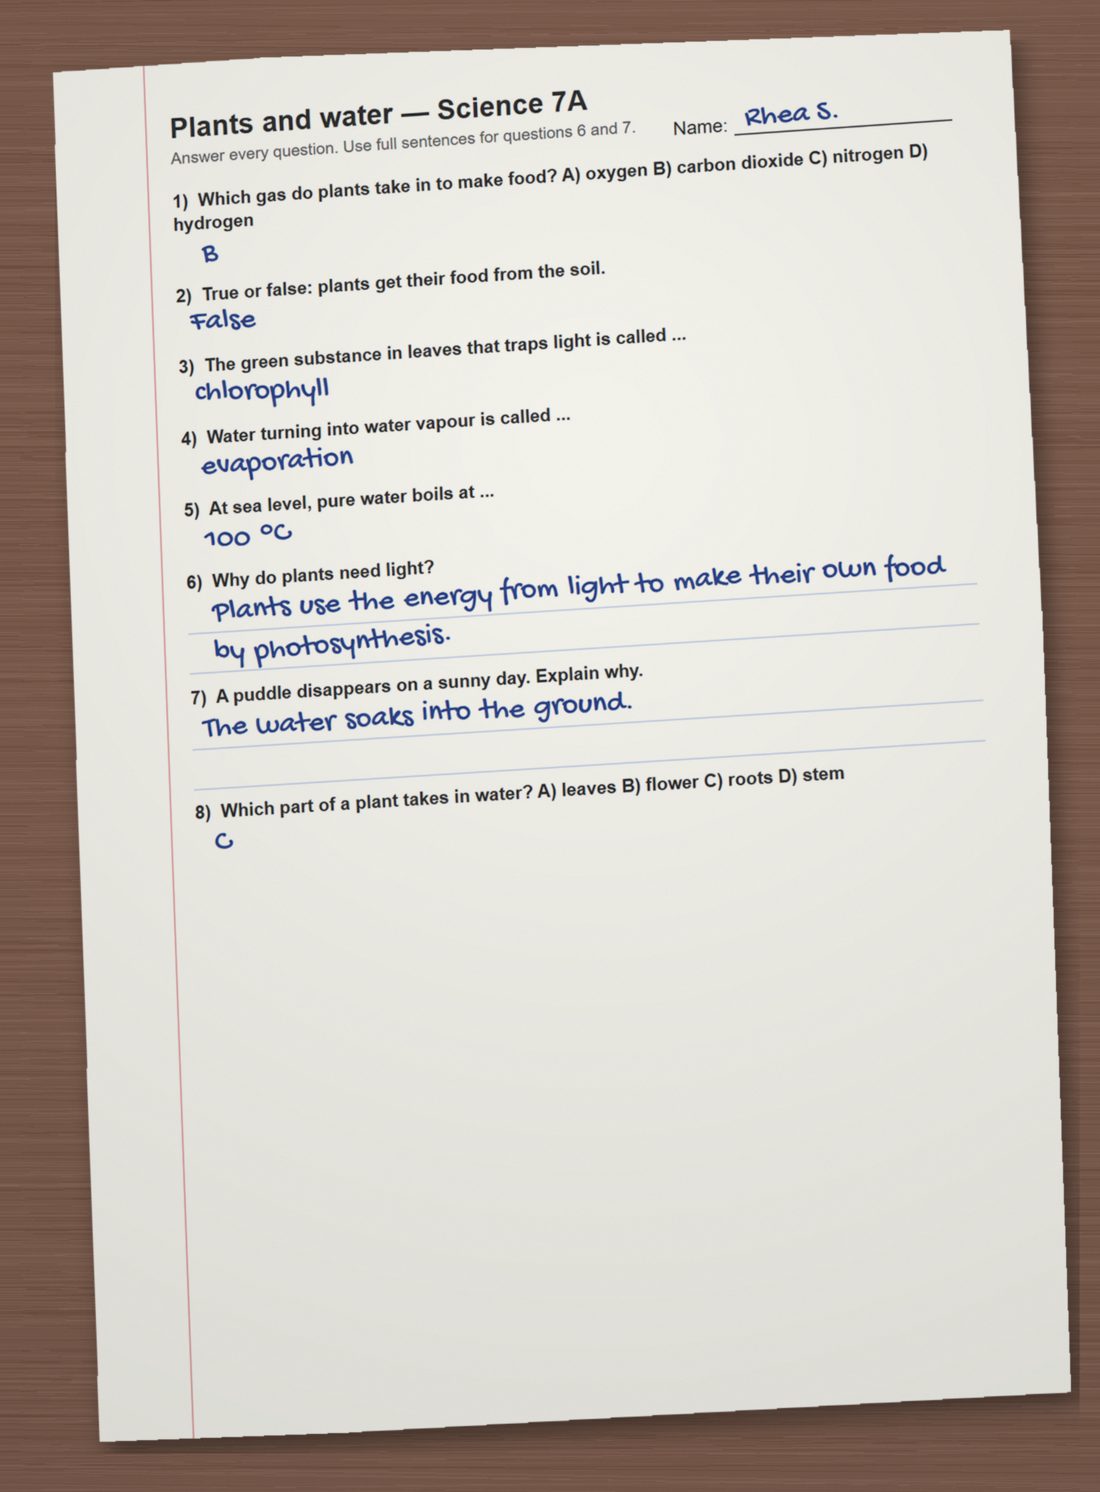 Plants and water — Science 7A
Answer every question. Use full sentences for questions 6 and 7.
Name: Rhea S.
1) Which gas do plants take in to make food? A) oxygen B) carbon dioxide C) nitrogen D)
hydrogen
B
2) True or false: plants get their food from the soil.
False
3) The green substance in leaves that traps light is called ...
chlorophyll
4) Water turning into water vapour is called ...
evaporation
5) At sea level, pure water boils at ...
100 °C
6) Why do plants need light?
Plants use the energy from light to make their own food
by photosynthesis.
7) A puddle disappears on a sunny day. Explain why.
The water soaks into the ground.
8) Which part of a plant takes in water? A) leaves B) flower C) roots D) stem
C